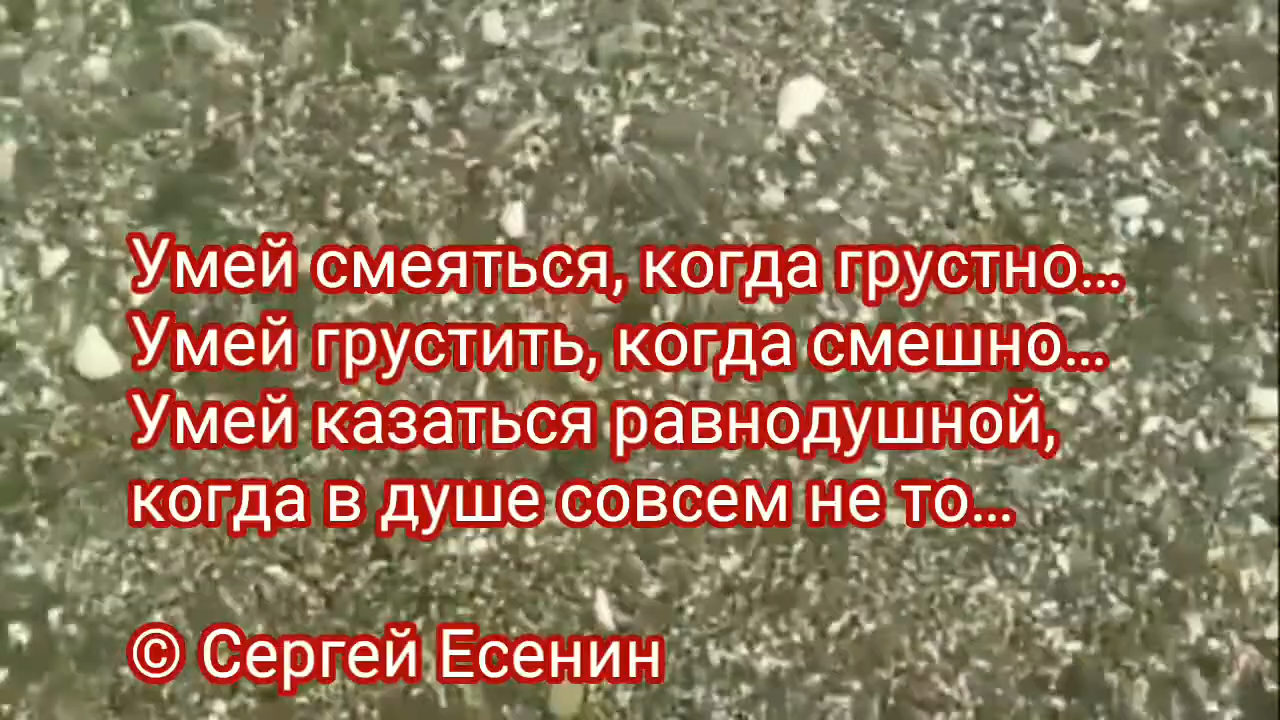 Умей смеяться, когда грустно...
Умей грустить, когда смешно...
Умей казаться равнодушной,
когда в душе совсем не то...
© Сергей Есенин